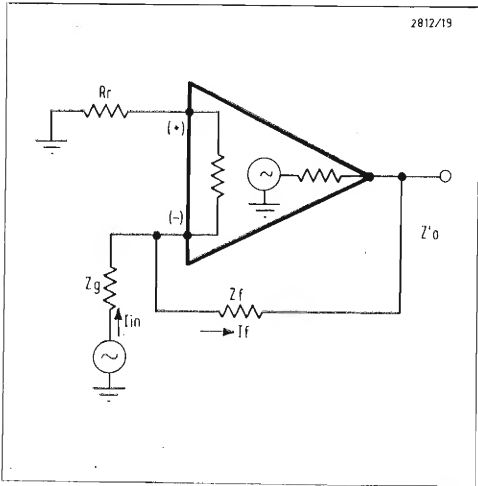 2812/19
Rr
(+)
(-)
Z'o
Zg
Iin
Zf
If